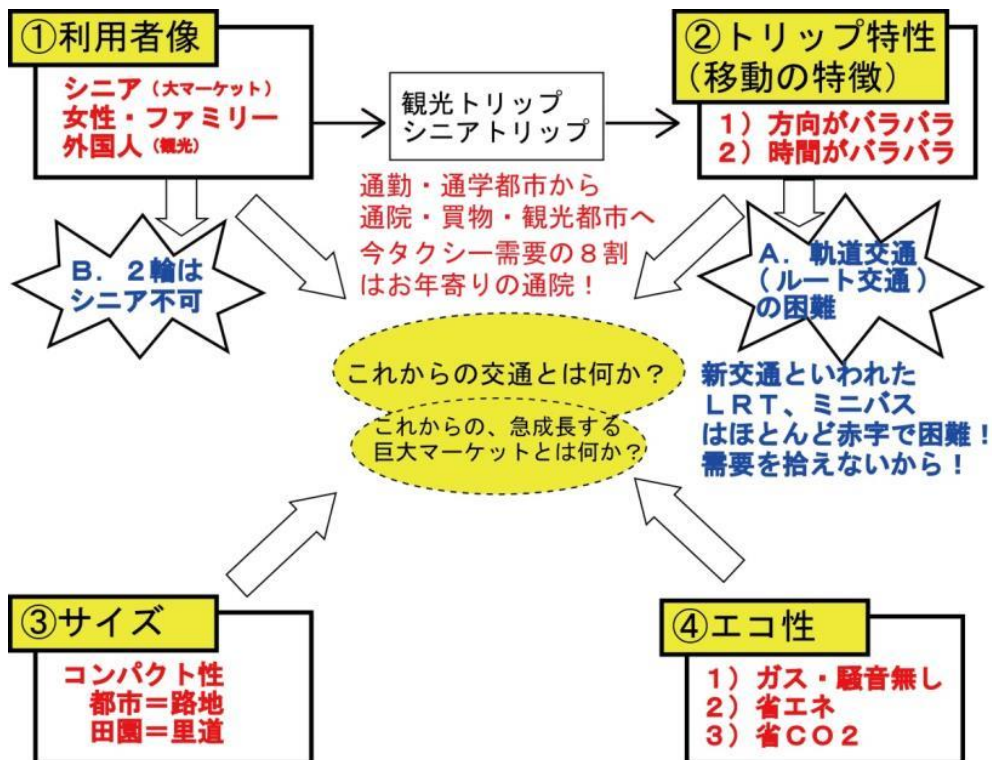 ①利用者像
シニア（大マーケット）
女性・ファミリー
外国人（観光）
観光トリップ
シニアトリップ
②トリップ特性
（移動の特徴）
１）方向がバラバラ
２）時間がバラバラ
通勤・通学都市から
通院・買物・観光都市へ
今タクシー需要の８割
はお年寄りの通院！
Ｂ．２輪は
シニア不可
Ａ．軌道交通
（ルート交通）
の困難
これからの交通とは何か？
これからの、急成長する
巨大マーケットとは何か？
新交通といわれた
ＬＲＴ、ミニバス
はほとんど赤字で困難！
需要を拾えないから！
③サイズ
コンパクト性
都市＝路地
田園＝里道
④エコ性
１）ガス・騒音無し
２）省エネ
３）省ＣＯ２